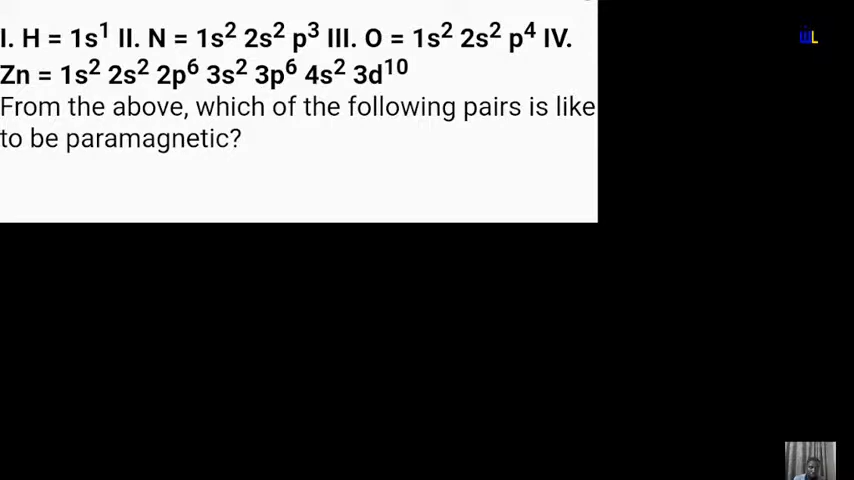 I. H = 1s¹ II. N = 1s² 2s² p³ III. O = 1s² 2s² p⁴ IV.
Zn = 1s² 2s² 2p⁶ 3s² 3p⁶ 4s² 3d¹⁰
From the above, which of the following pairs is like
to be paramagnetic?